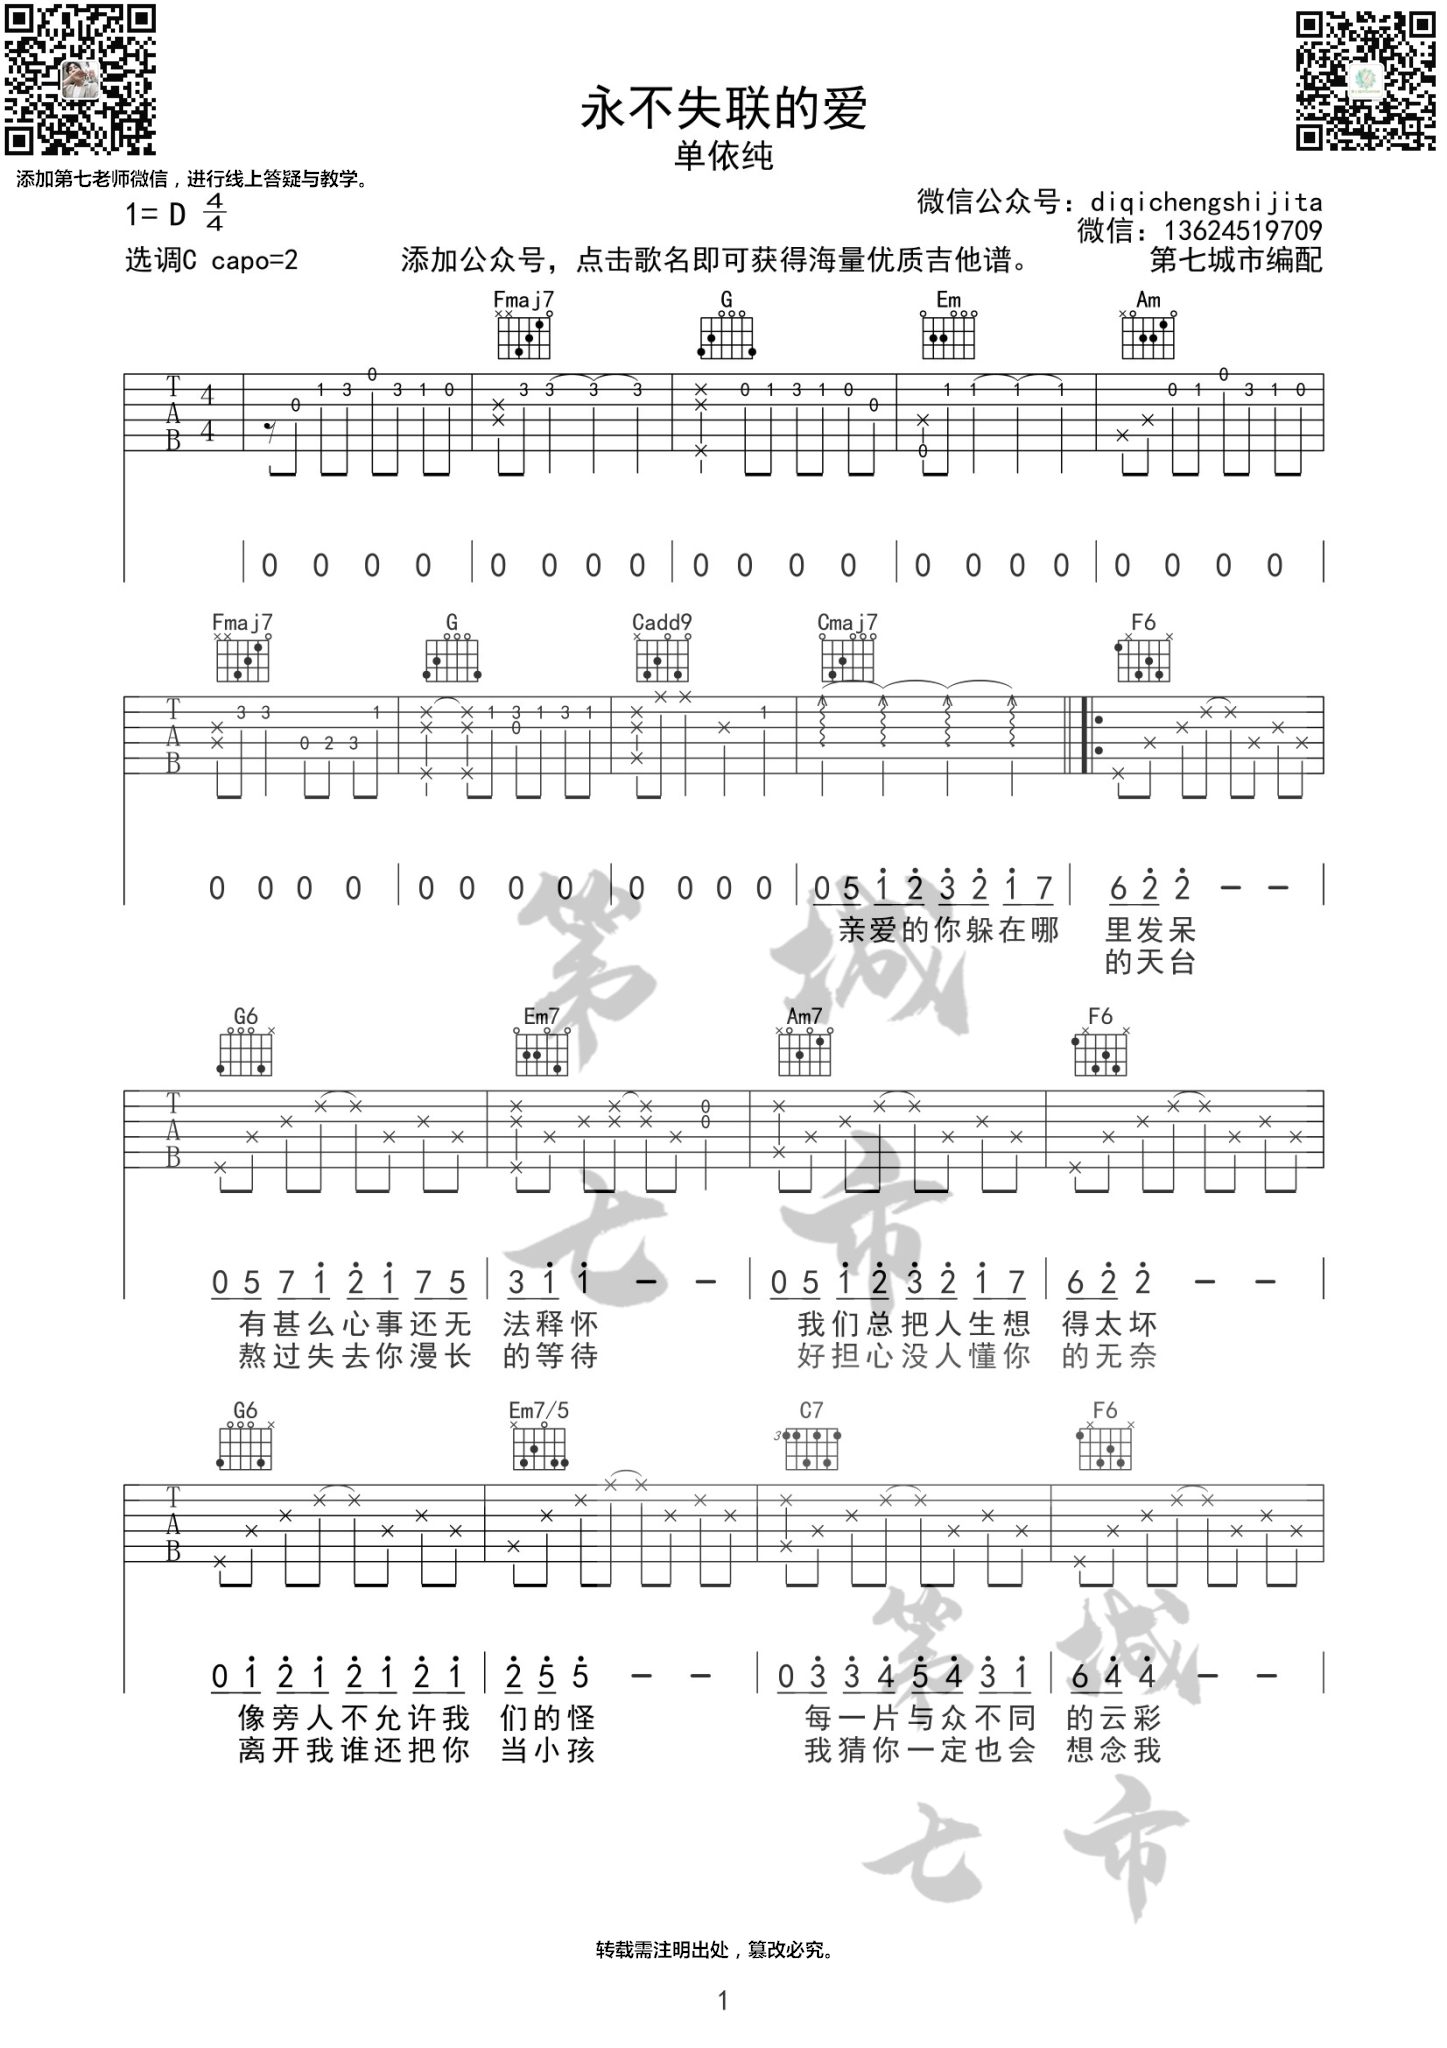 永不失联的爱
单依纯
添加第七老师微信，进行线上答疑与教学。
1= D 4/4
微信公众号：diqichengshijita
微信：13624519709
选调C capo=2
添加公众号，点击歌名即可获得海量优质吉他谱。
第七城市编配
Fmaj7 G Em Am
T 4 0 1 3 0 3 1 0 3 3 3 3 0 1 3 1 0 0 1 1 1 1 0 1 0 3 1 0
A 4
B 0
0 0 0 0 0 0 0 0 0 0 0 0 0 0 0 0 0 0 0 0
Fmaj7 G Cadd9 Cmaj7 F6
T 3 3 1 1 3 1 3 1 1
A 0 2 3 0
B
0 0 0 0 0 0 0 0 0 0 0 0 0 5 1 2 3 2 1 7 6 2 2 - -
亲爱的你躲在哪 里发呆
的天台
G6 Em7 Am7 F6
T 0
A 0
B
0 5 7 1 2 1 7 5 3 1 1 - - 0 5 1 2 3 2 1 7 6 2 2 - -
有甚么心事还无 法释怀 我们总把人生想 得太坏
熬过失去你漫长 的等待 好担心没人懂你 的无奈
G6 Em7/5 C7 F6
3
T
A
B
0 1 2 1 2 1 2 1 2 5 5 - - 0 3 3 4 5 4 3 1 6 4 4 - -
像旁人不允许我 们的怪 每一片与众不同 的云彩
离开我谁还把你 当小孩 我猜你一定也会 想念我
第 城
七 市
第 城
七 市
转载需注明出处，篡改必究。
1